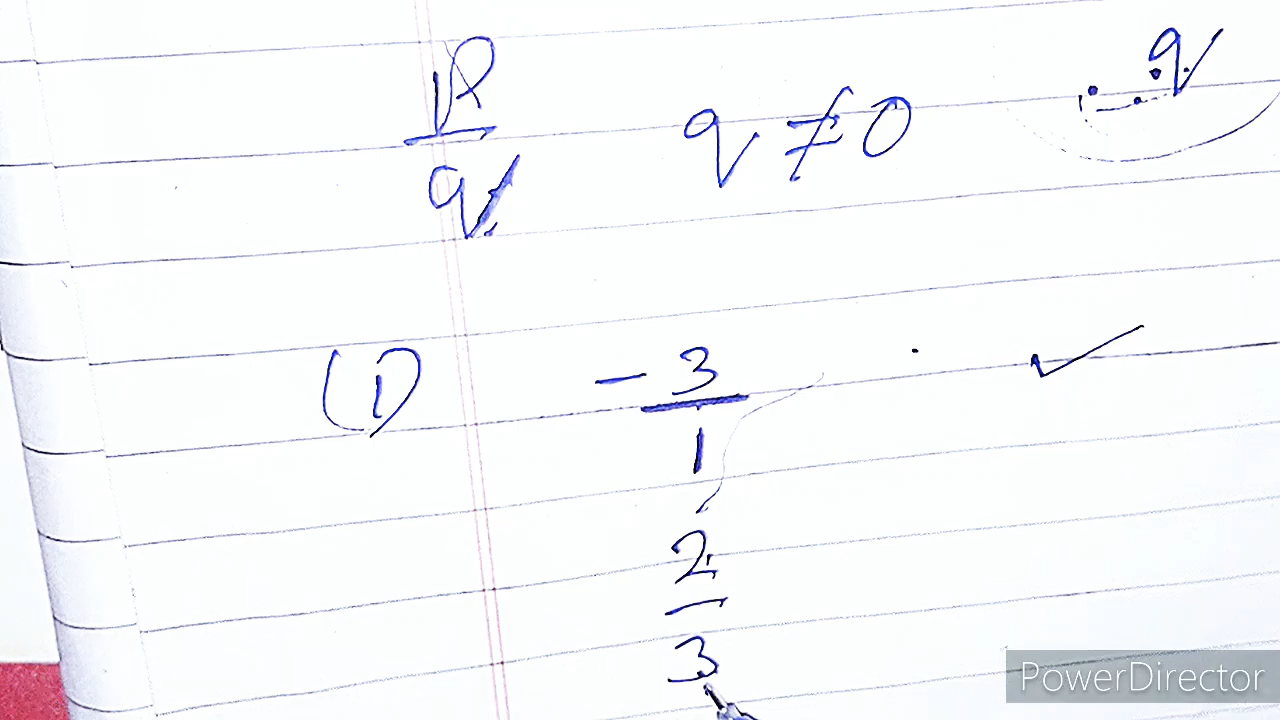 p/q q ≠ 0 q
(1) -3/1 ✓
2/3
PowerDirector